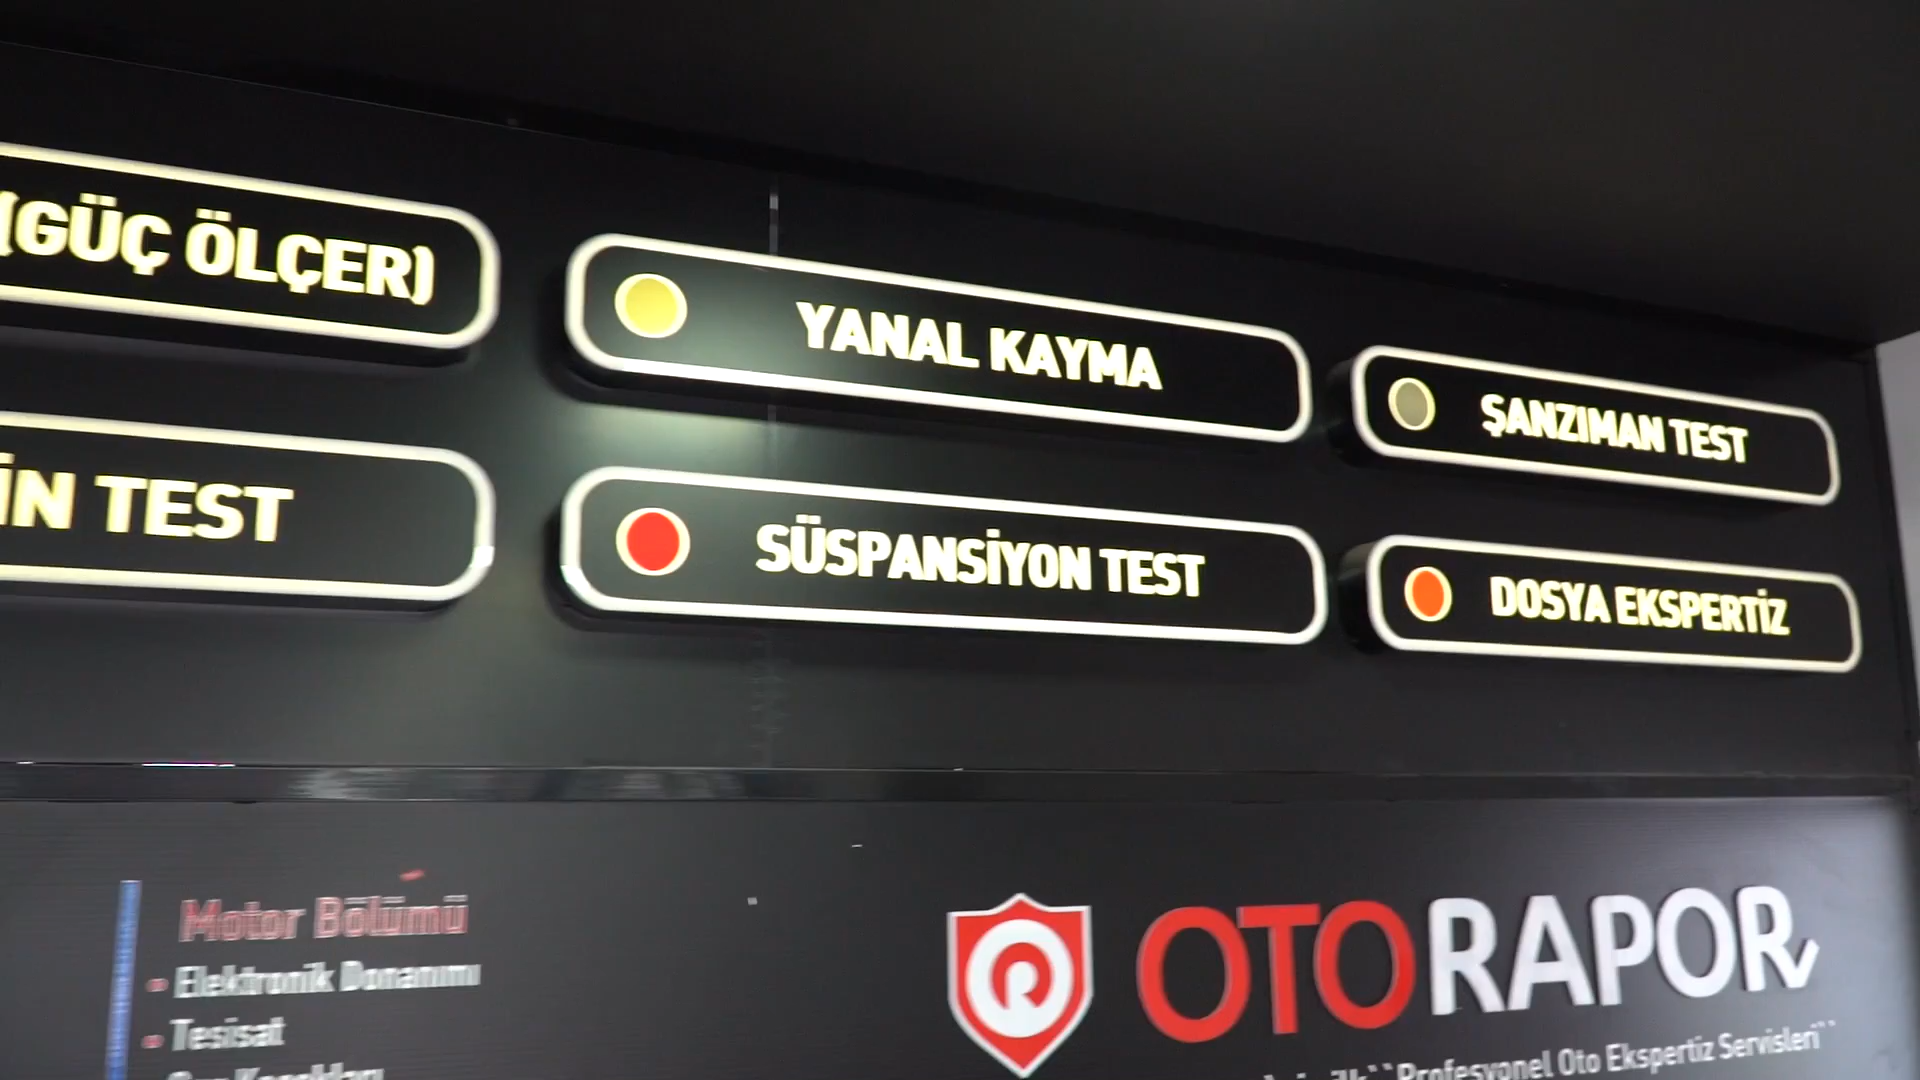 (GÜÇ ÖLÇER)
YANAL KAYMA
ŞANZIMAN TEST
İN TEST
SÜSPANSİYON TEST
DOSYA EKSPERTİZ
Motor Bölümü
- Elektronik Donanımı
- Tesisat
OTORAPOR
``Profesyonel Oto Ekspertiz Servisleri``